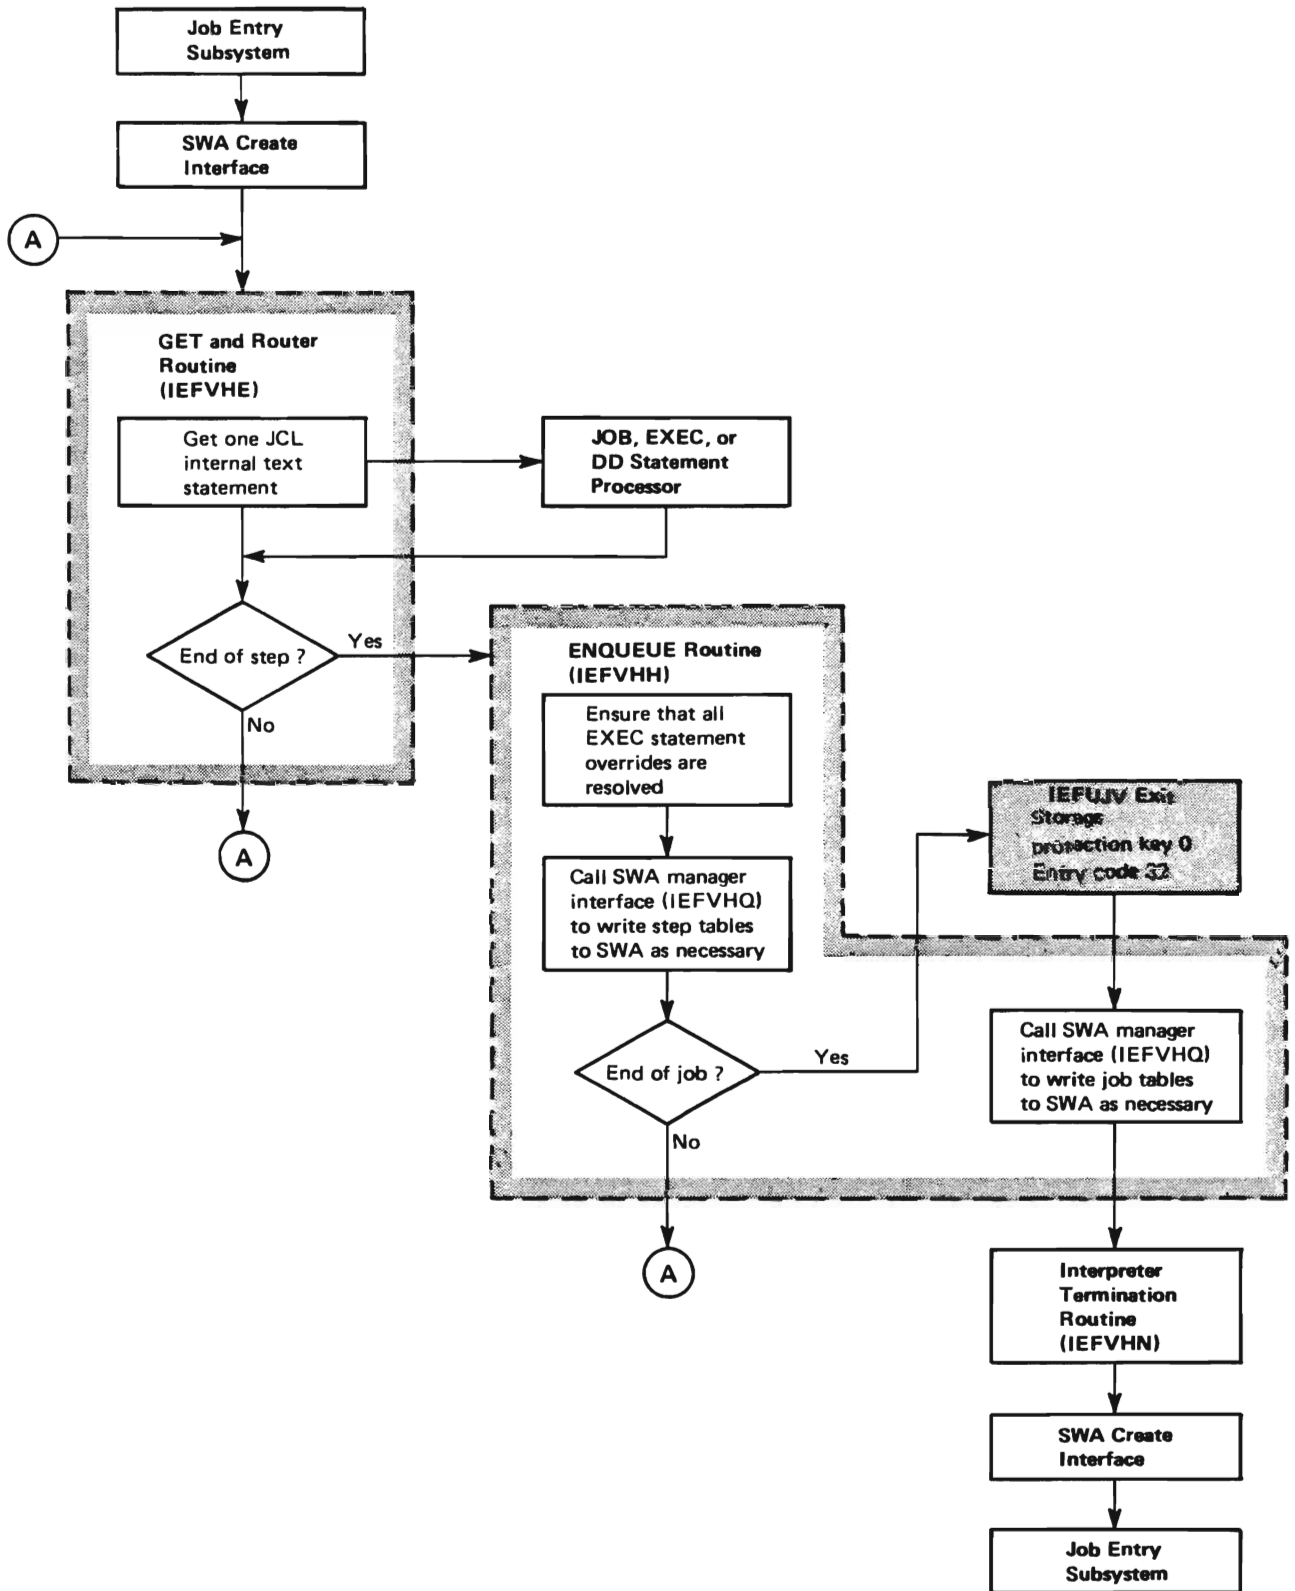 Job Entry
Subsystem
SWA Create
Interface
A
GET and Router
Routine
(IEFVHE)
Get one JCL
internal text
statement
JOB, EXEC, or
DD Statement
Processor
End of step ?
Yes
No
A
ENQUEUE Routine
(IEFVHH)
Ensure that all
EXEC statement
overrides are
resolved
Call SWA manager
interface (IEFVHQ)
to write step tables
to SWA as necessary
End of job ?
Yes
No
A
IEFUJV Exit
Storage
protection key 0
Entry code 32
Call SWA manager
interface (IEFVHQ)
to write job tables
to SWA as necessary
Interpreter
Termination
Routine
(IEFVHN)
SWA Create
Interface
Job Entry
Subsystem